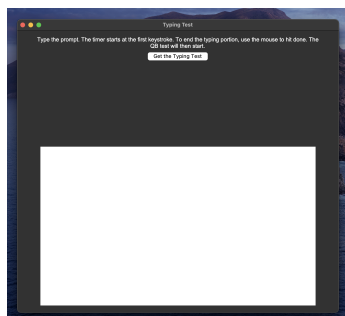 Typing Test
Type the prompt. The timer starts at the first keystroke. To end the typing portion, use the mouse to hit done. The
QB test will then start.
Get the Typing Test